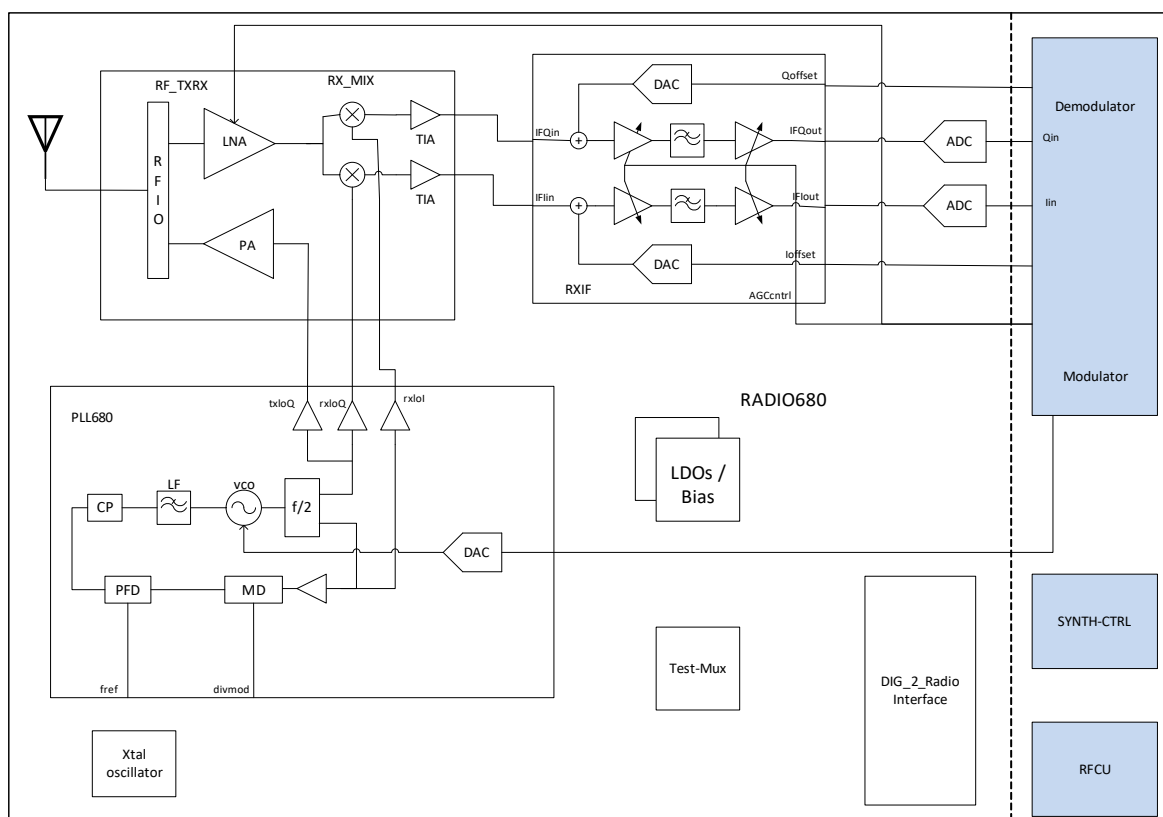 RF_TXRX
RX_MIX
LNA
R
F
I
O
PA
TIA
TIA
IFQin
IFIin
DAC
DAC
Qoffset
IFQout
IFIout
Ioffset
RXIF
AGCcntrl
ADC
ADC
Demodulator
Qin
Iin
Modulator
PLL680
txloQ
rxloQ
rxloI
RADIO680
LDOs /
Bias
LF
vco
CP
f/2
DAC
PFD
MD
fref
divmod
Test-Mux
DIG_2_Radio
Interface
SYNTH-CTRL
RFCU
Xtal
oscillator